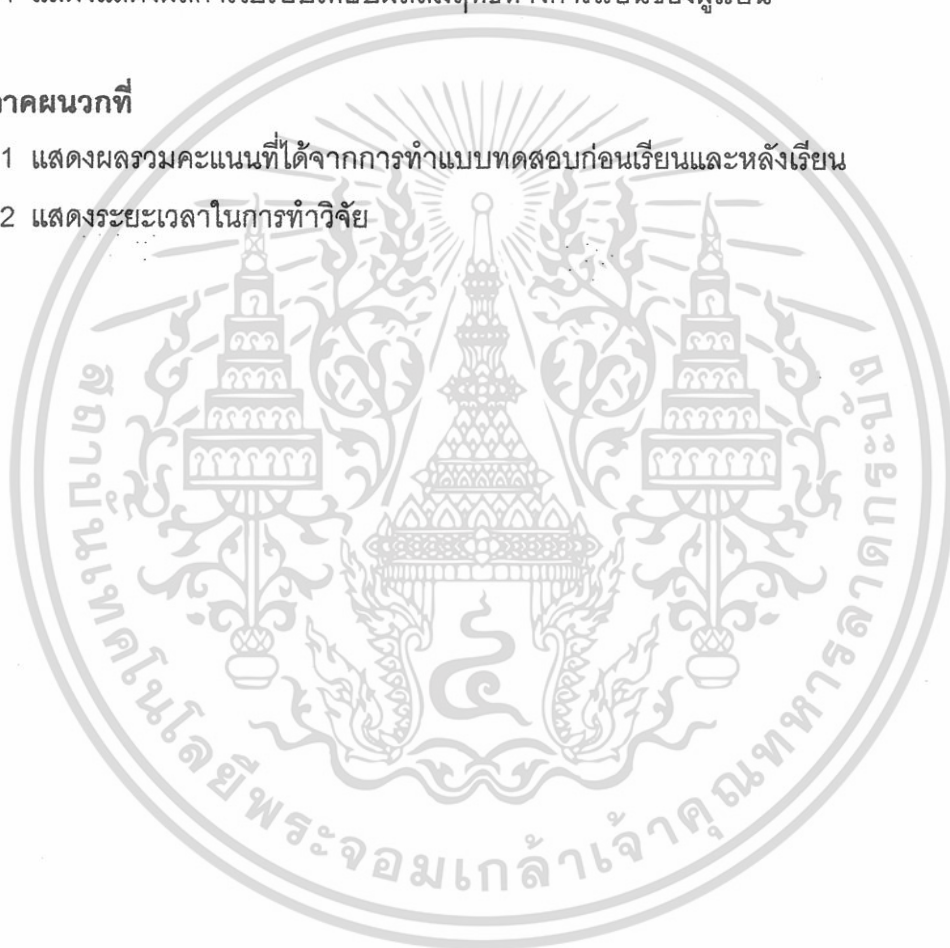 ภาคผนวกที่
1 แสดงผลรวมคะแนนที่ได้จากการทำแบบทดสอบก่อนเรียนและหลังเรียน
2 แสดงระยะเวลาในการทำวิจัย
สถาบันเทคโนโลยีพระจอมเกล้าเจ้าคุณทหารลาดกระบัง
๔